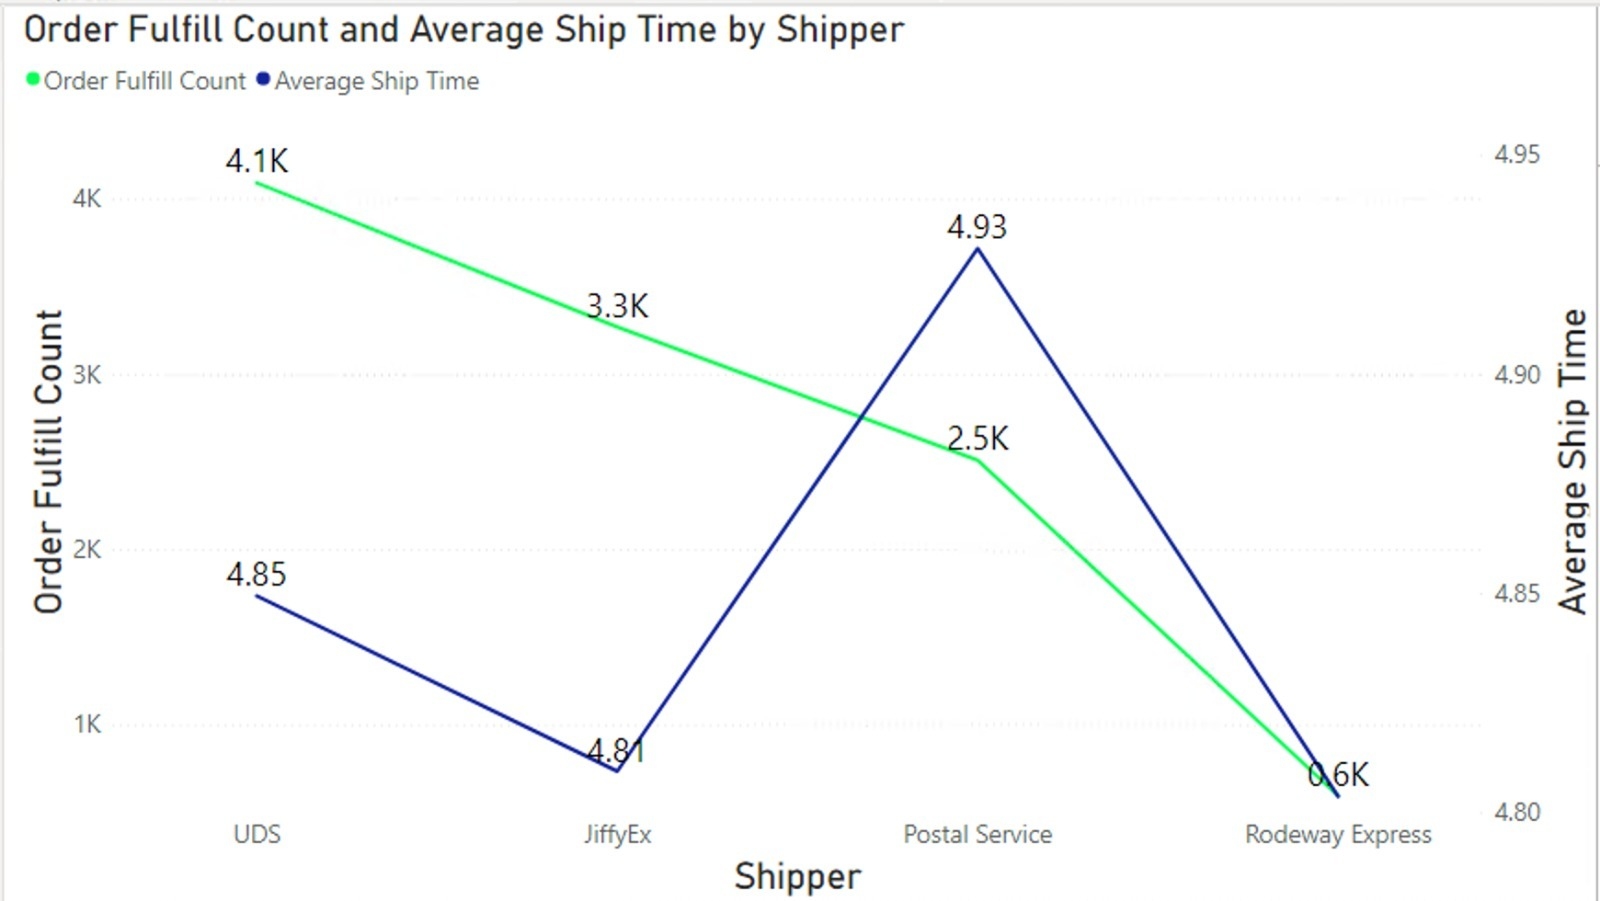 Order Fulfill Count and Average Ship Time by Shipper
Order Fulfill Count Average Ship Time
4.1K
4.95
4K
4.93
3.3K
3K
4.90
2.5K
2K
4.85
4.85
1K
4.81
0.6K
4.80
Order Fulfill Count
Average Ship Time
UDS JiffyEx Postal Service Rodeway Express
Shipper